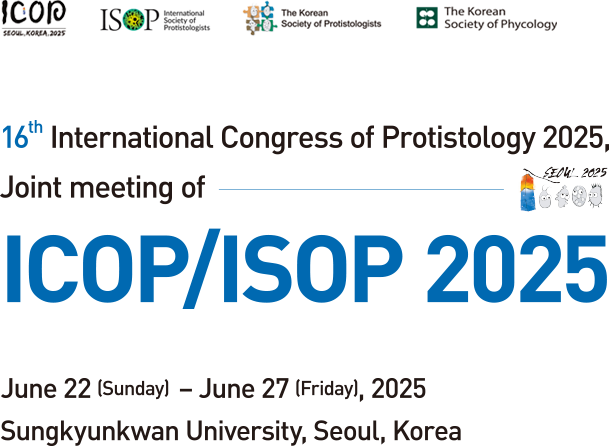 ICOP
SEOUL, KOREA, 2025
ISOP
International
Society of
Protistologists
The Korean
Society of Protistologists
The Korean
Society of Phycology
16th International Congress of Protistology 2025,
Joint meeting of
SEOUL 2025
ICOP/ISOP 2025
June 22 (Sunday) – June 27 (Friday), 2025
Sungkyunkwan University, Seoul, Korea